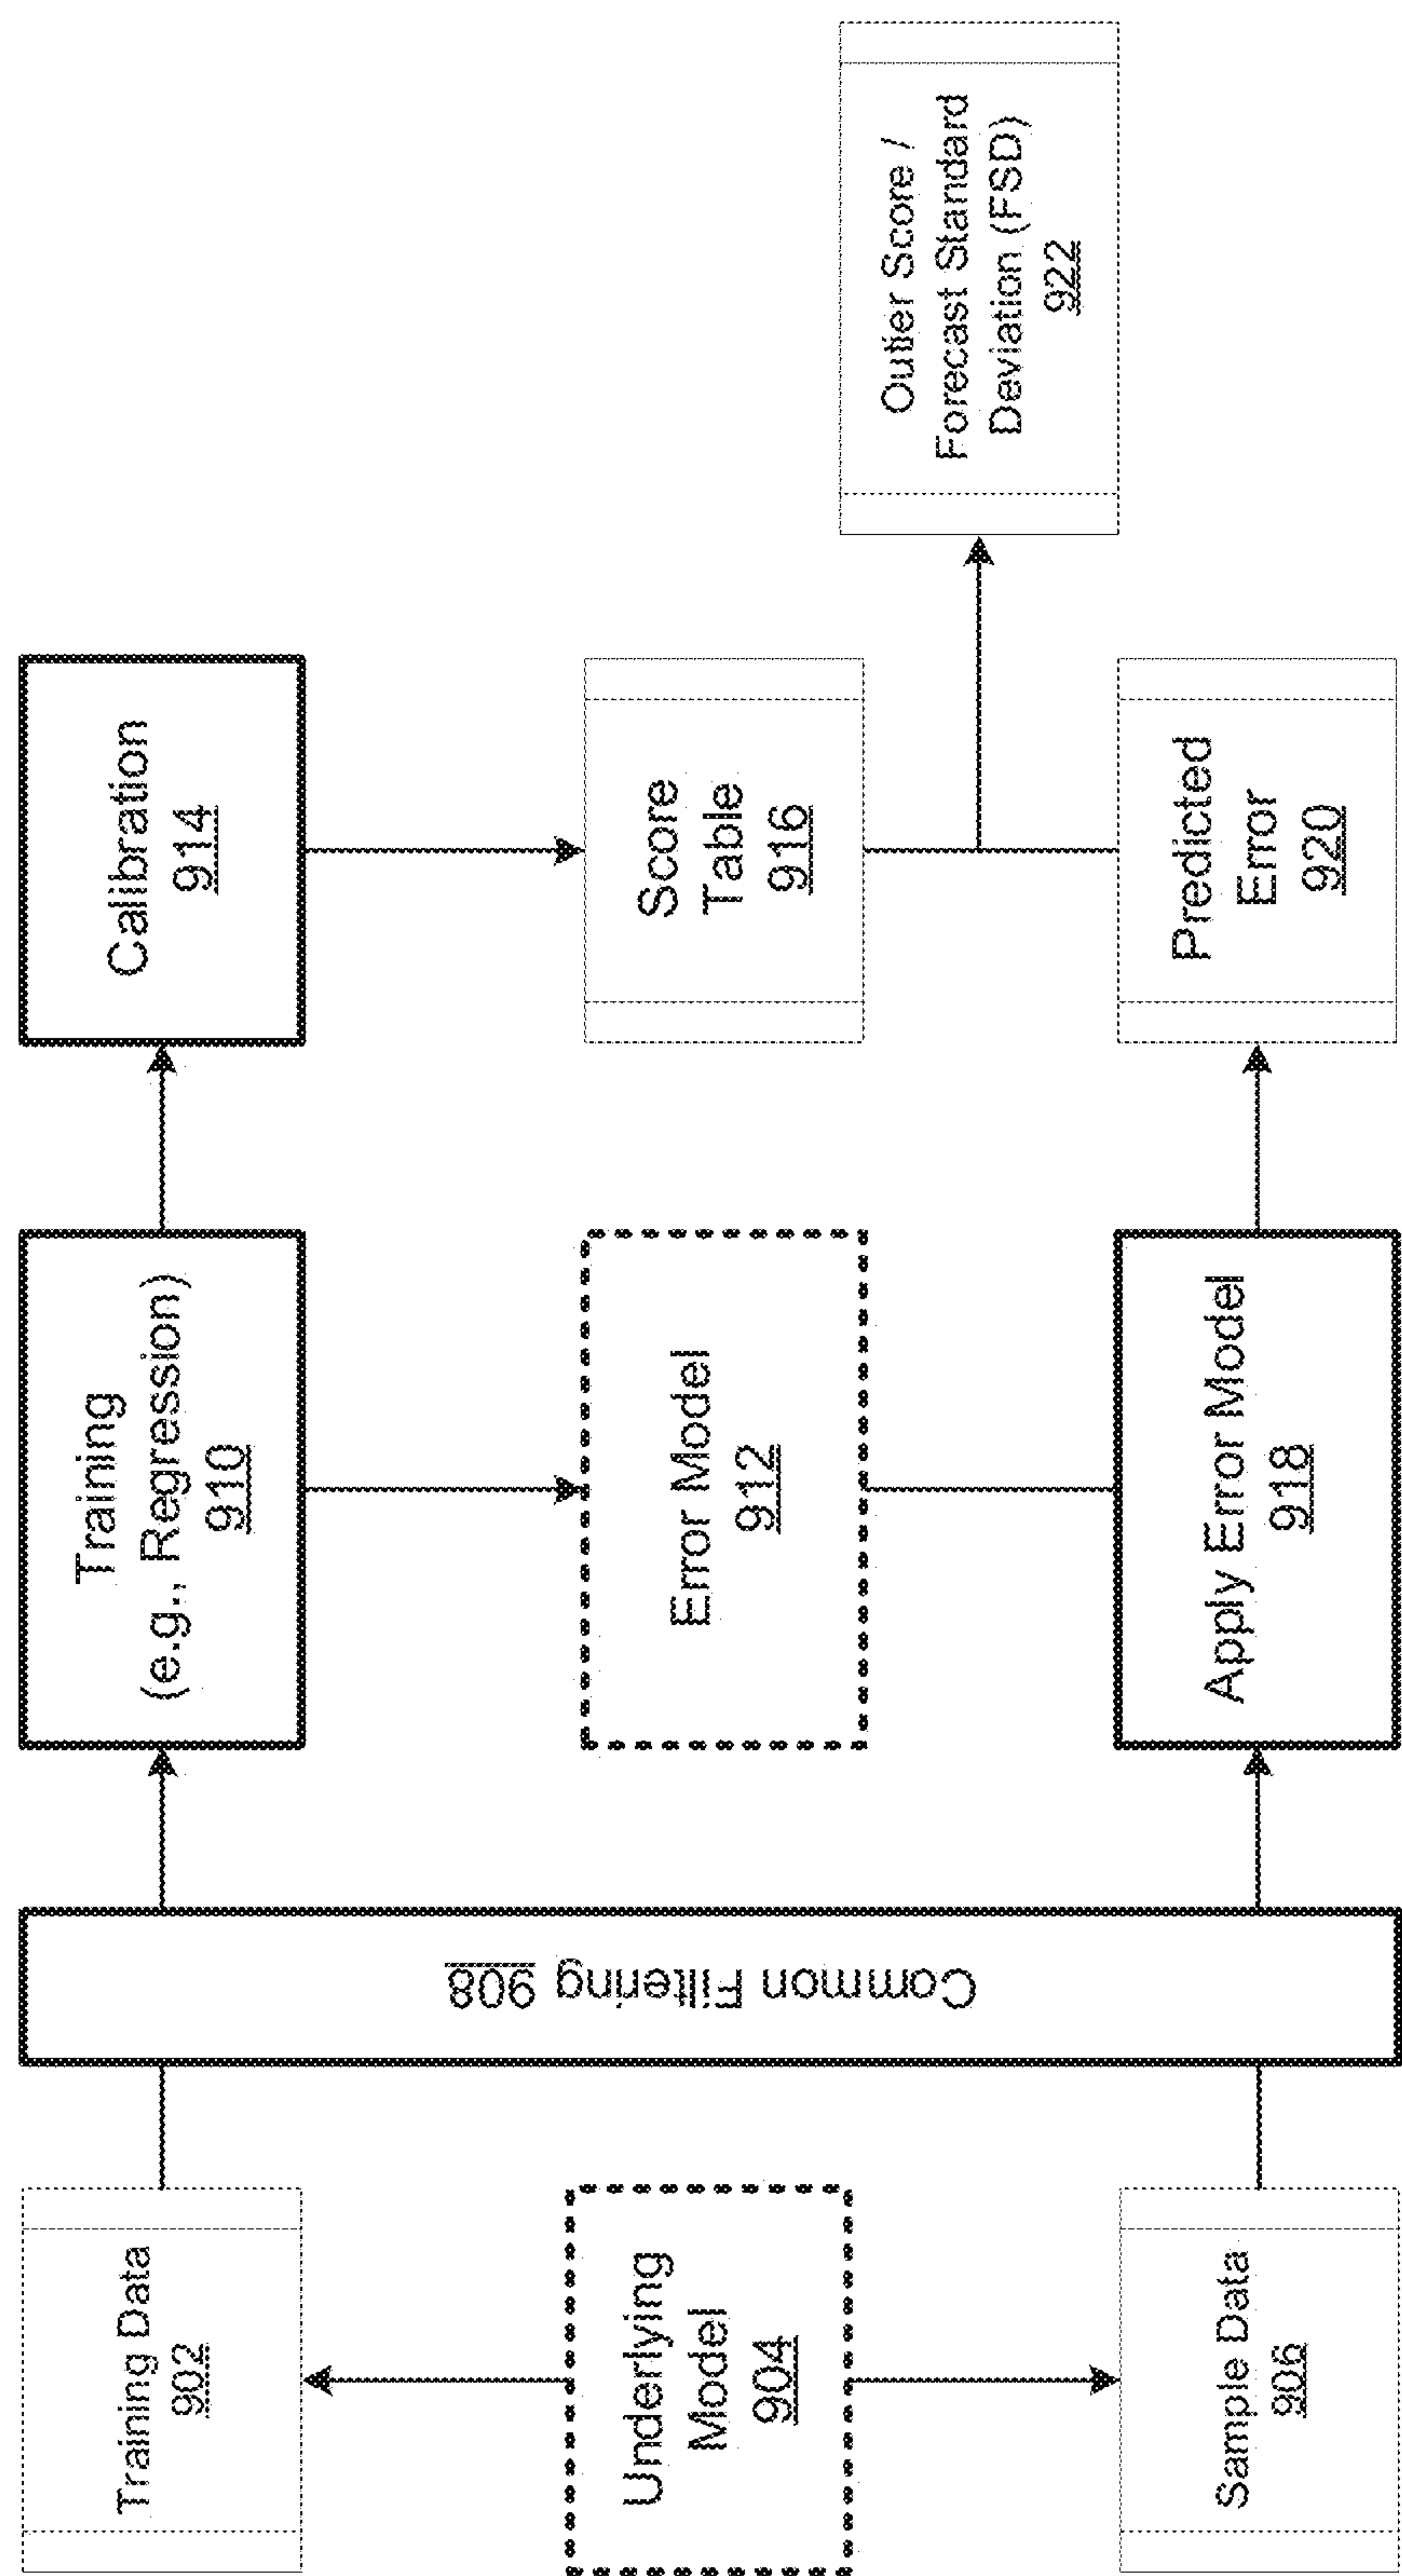 Training Data
902
Underlying
Model
904
Sample Data
906
Common Filtering 908
Training
(e.g., Regression)
910
Error Model
912
Apply Error Model
918
Calibration
914
Score
Table
916
Predicted
Error
920
Outlier Score /
Forecast Standard
Deviation (FSD)
922